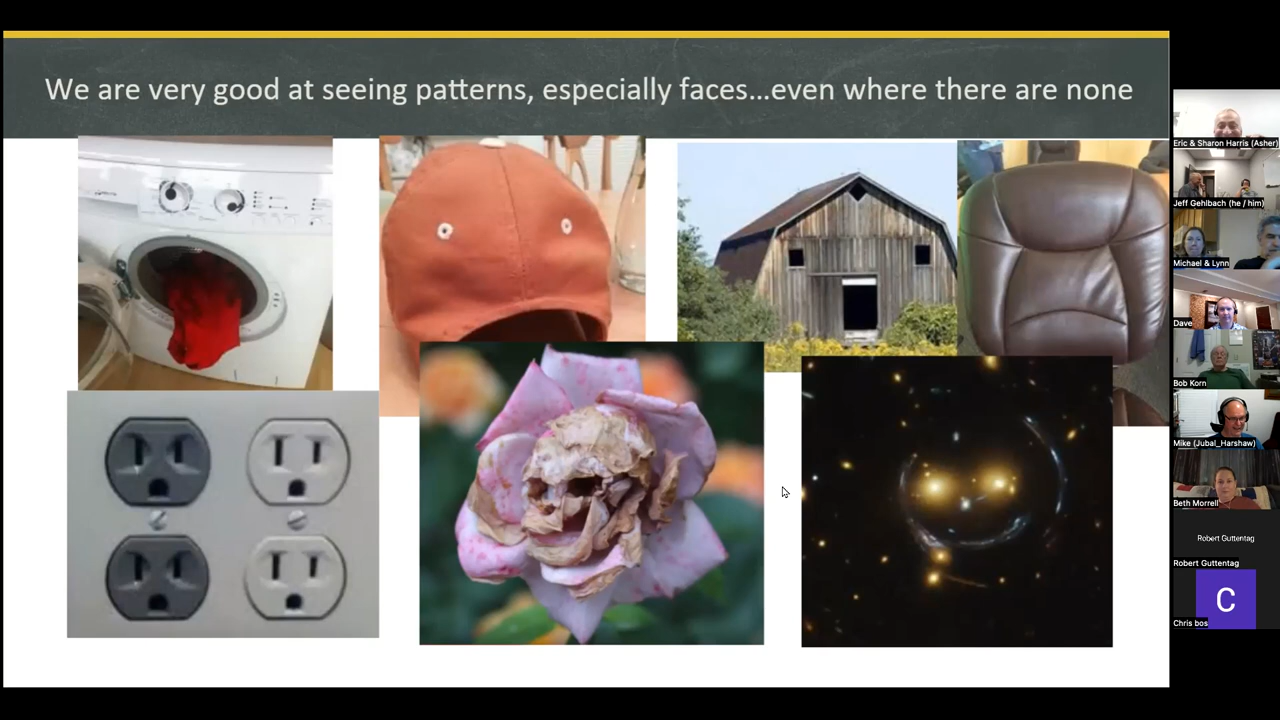 We are very good at seeing patterns, especially faces...even where there are none
Eric & Sharon Harris (Asher)
Jeff Gehlbach (he / him)
Michael & Lynn
Dave
Bob Korn
Mike (Jubal_Harshaw)
Beth Morrell
Robert Guttentag
Robert Guttentag
C
Chris bos